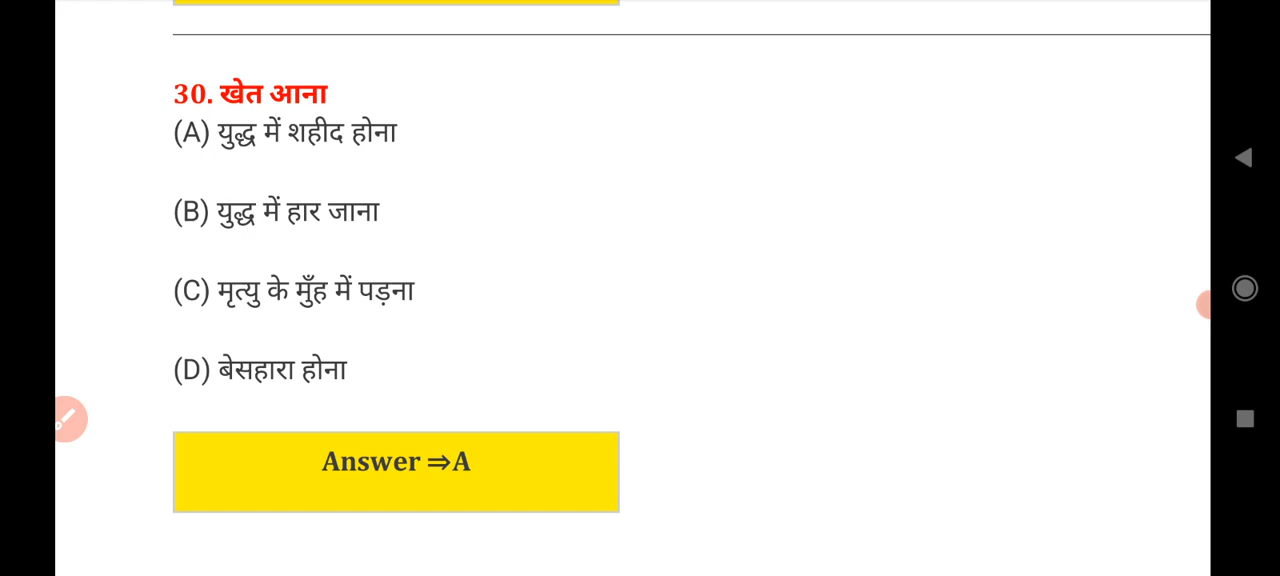 30. खेत आना
(A) युद्ध में शहीद होना
(B) युद्ध में हार जाना
(C) मृत्यु के मुँह में पड़ना
(D) बेसहारा होना
Answer ⇒A